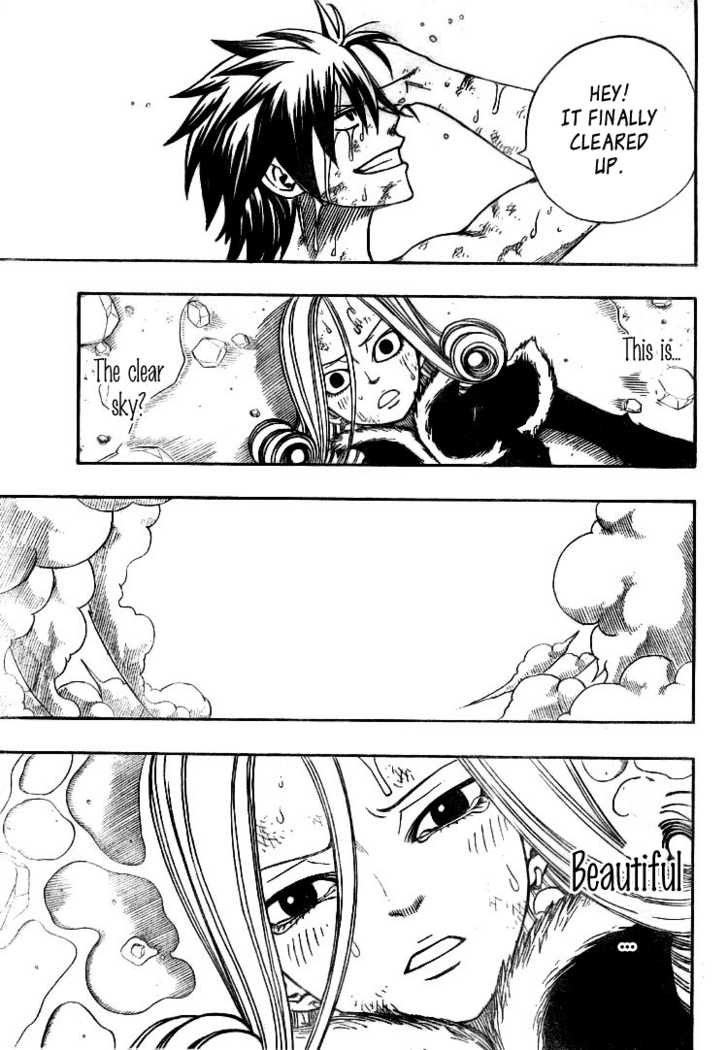 HEY!
IT FINALLY
CLEARED
UP.
This is...
The clear
sky?
Beautiful
...